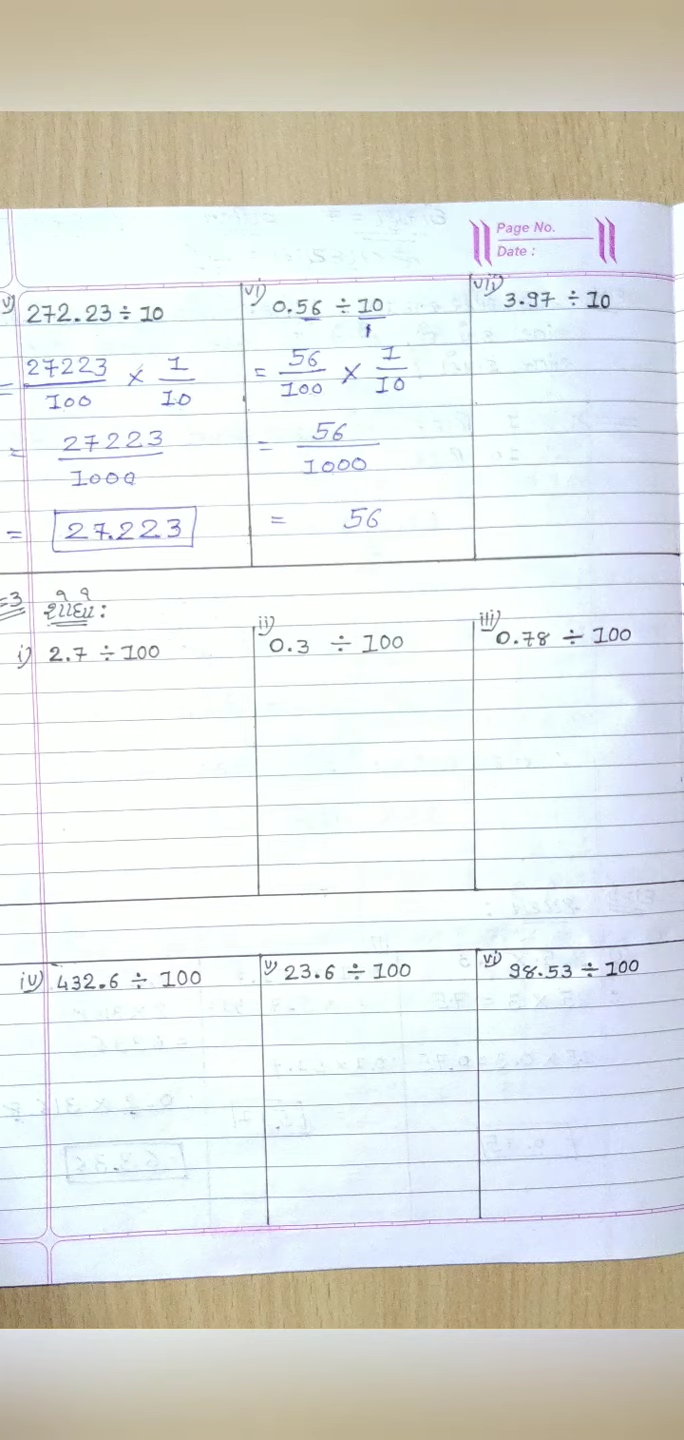 Page No.
Date :
v) 272.23 ÷ 10
= 27223/100 × 1/10
= 27223/1000
= 27.223
vi) 0.56 ÷ 10
= 56/100 × 1/10
= 56/1000
= 56
vii) 3.97 ÷ 10
=3 શોધો :
i) 2.7 ÷ 100
ii) 0.3 ÷ 100
iii) 0.78 ÷ 100
iv) 432.6 ÷ 100
v) 23.6 ÷ 100
vi) 98.53 ÷ 100